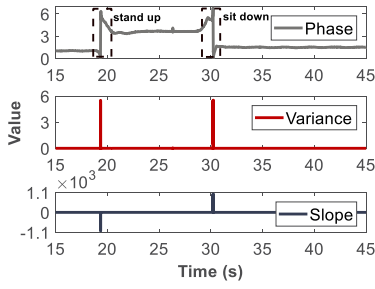 6
3
0
stand up
sit down
Phase
15 20 25 30 35 40 45
6
3
0
Variance
15 20 25 30 35 40 45
×10³
1.1
0
-1.1
Slope
15 20 25 30 35 40 45
Value
Time (s)